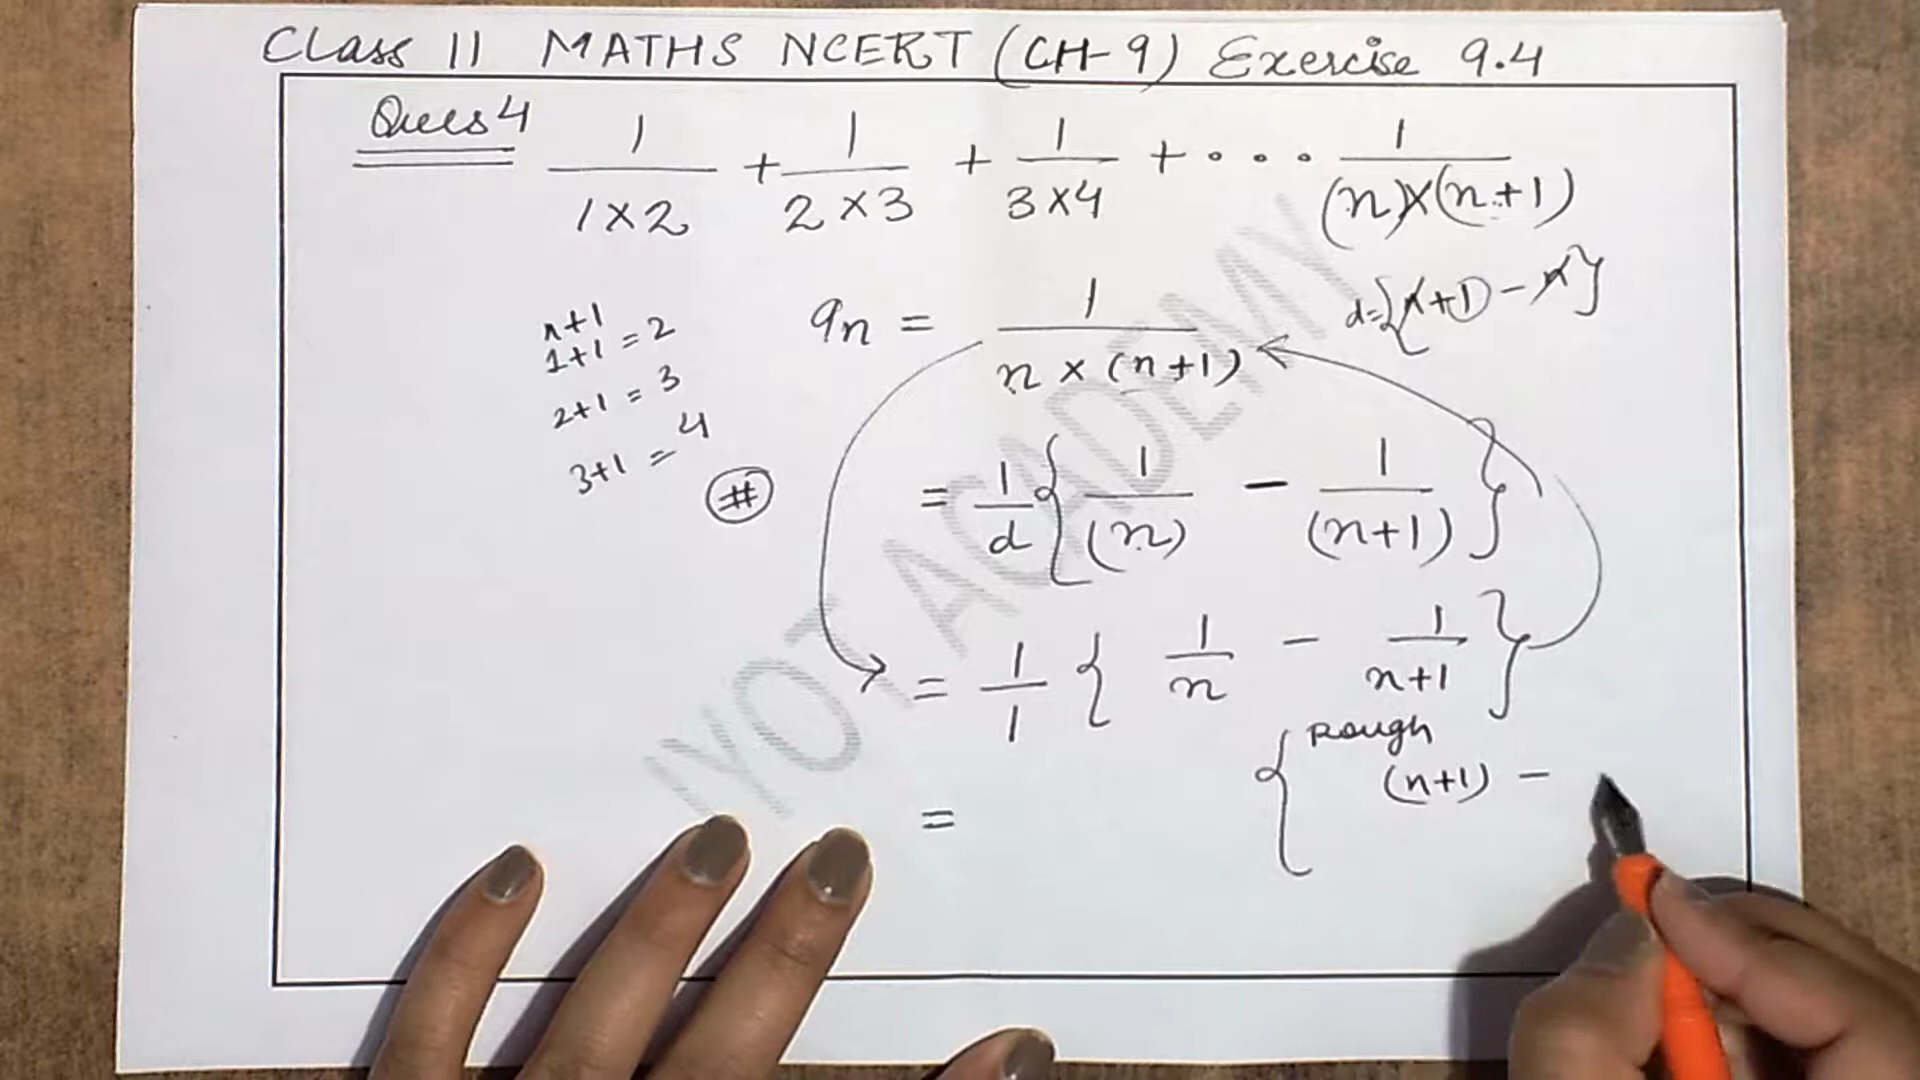 Class 11 MATHS NCERT (CH-9) Exercise 9.4
Ques 4 1/(1×2) + 1/(2×3) + 1/(3×4) + ... 1/((n)×(n+1))
n+1
1+1 = 2
2+1 = 3
3+1 = 4
#
an = 1/(n × (n+1))
d={n+1 - n}
= 1/d { 1/(n) - 1/(n+1) }
= 1/1 { 1/n - 1/(n+1) }
{ Rough
(n+1) -
=
JYOT ACADEMY